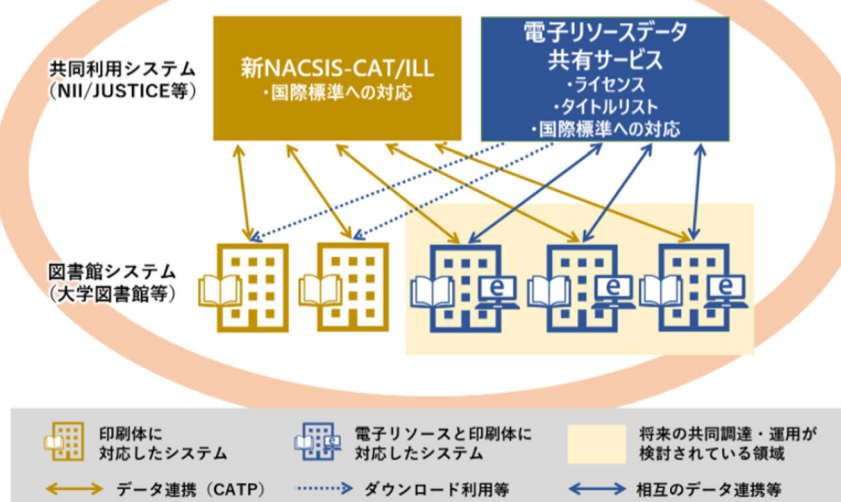 共同利用システム
(NII/JUSTICE等)
新NACSIS-CAT/ILL
・国際標準への対応
電子リソースデータ
共有サービス
・ライセンス
・タイトルリスト
・国際標準への対応
図書館システム
(大学図書館等)
e
e
e
印刷体に
対応したシステム
e
電子リソースと印刷体に
対応したシステム
将来の共同調達・運用が
検討されている領域
データ連携（CATP）
ダウンロード利用等
相互のデータ連携等